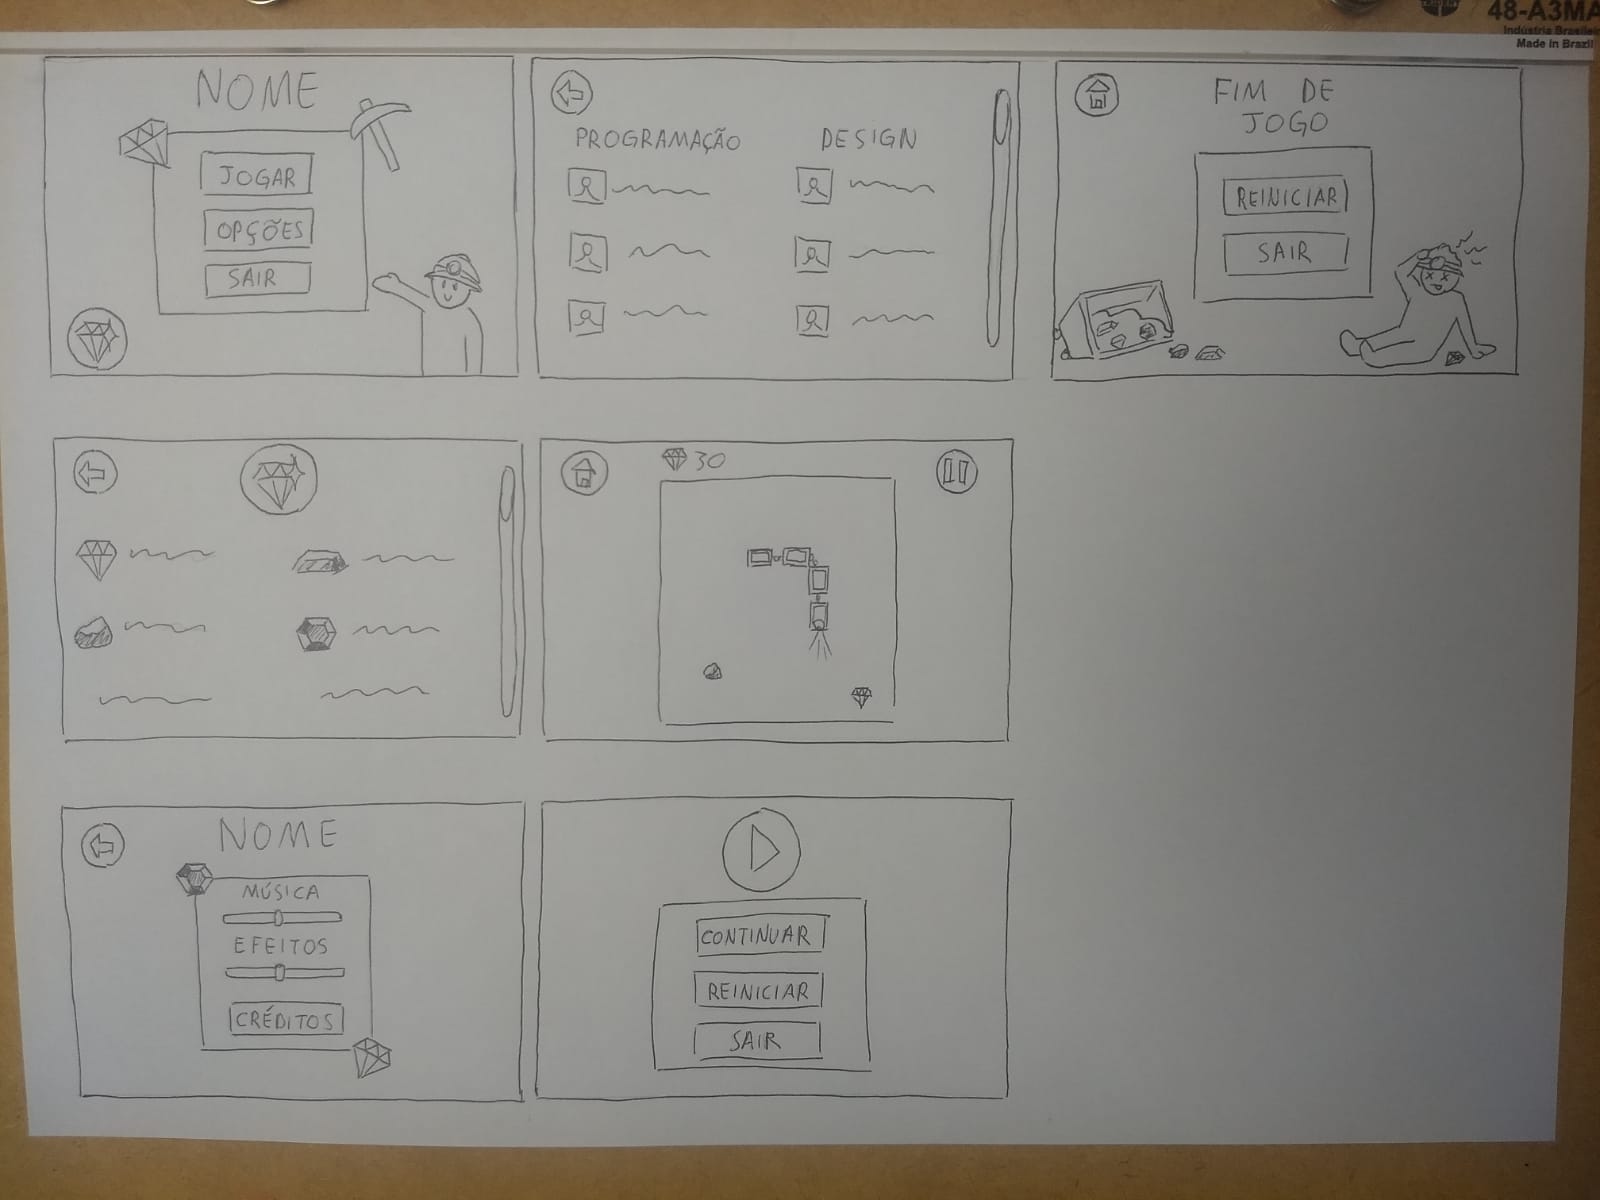 48-A3MA
Indústria Brasilei
Made in Brazil
NOME
JOGAR
OPÇÕES
SAIR
PROGRAMAÇÃO
DESIGN
FIM DE
JOGO
REINICIAR
SAIR
30
NOME
MÚSICA
EFEITOS
CRÉDITOS
CONTINUAR
REINICIAR
SAIR